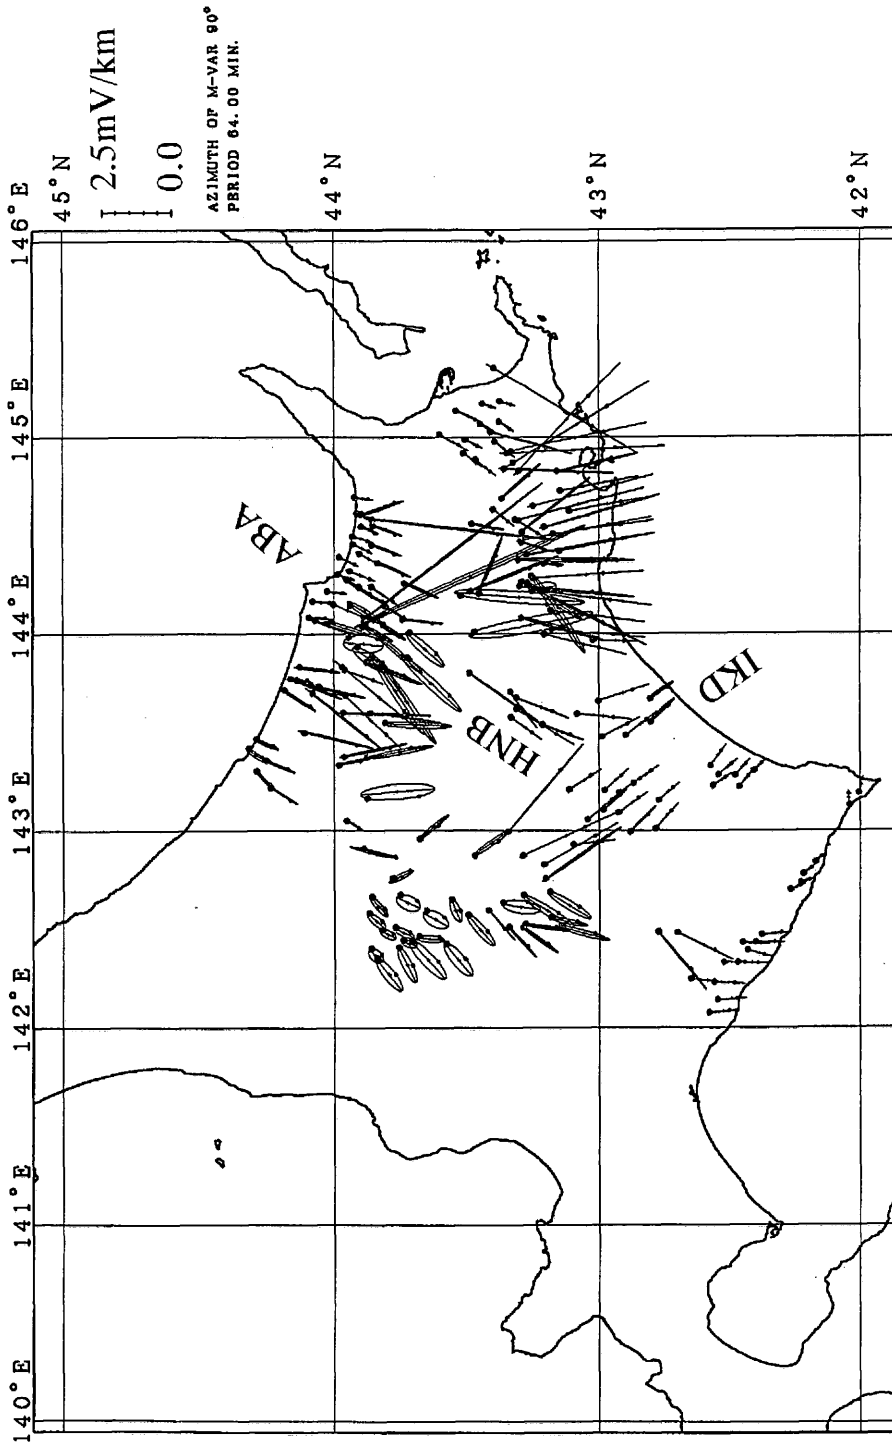 140°E
141°E
142°E
143°E
144°E
145°E
146°E
45°N
44°N
43°N
42°N
2.5mV/km
0.0
AZIMUTH OF M-VAR 90°
PERIOD 64.00 MIN.
ABA
HNB
IKD